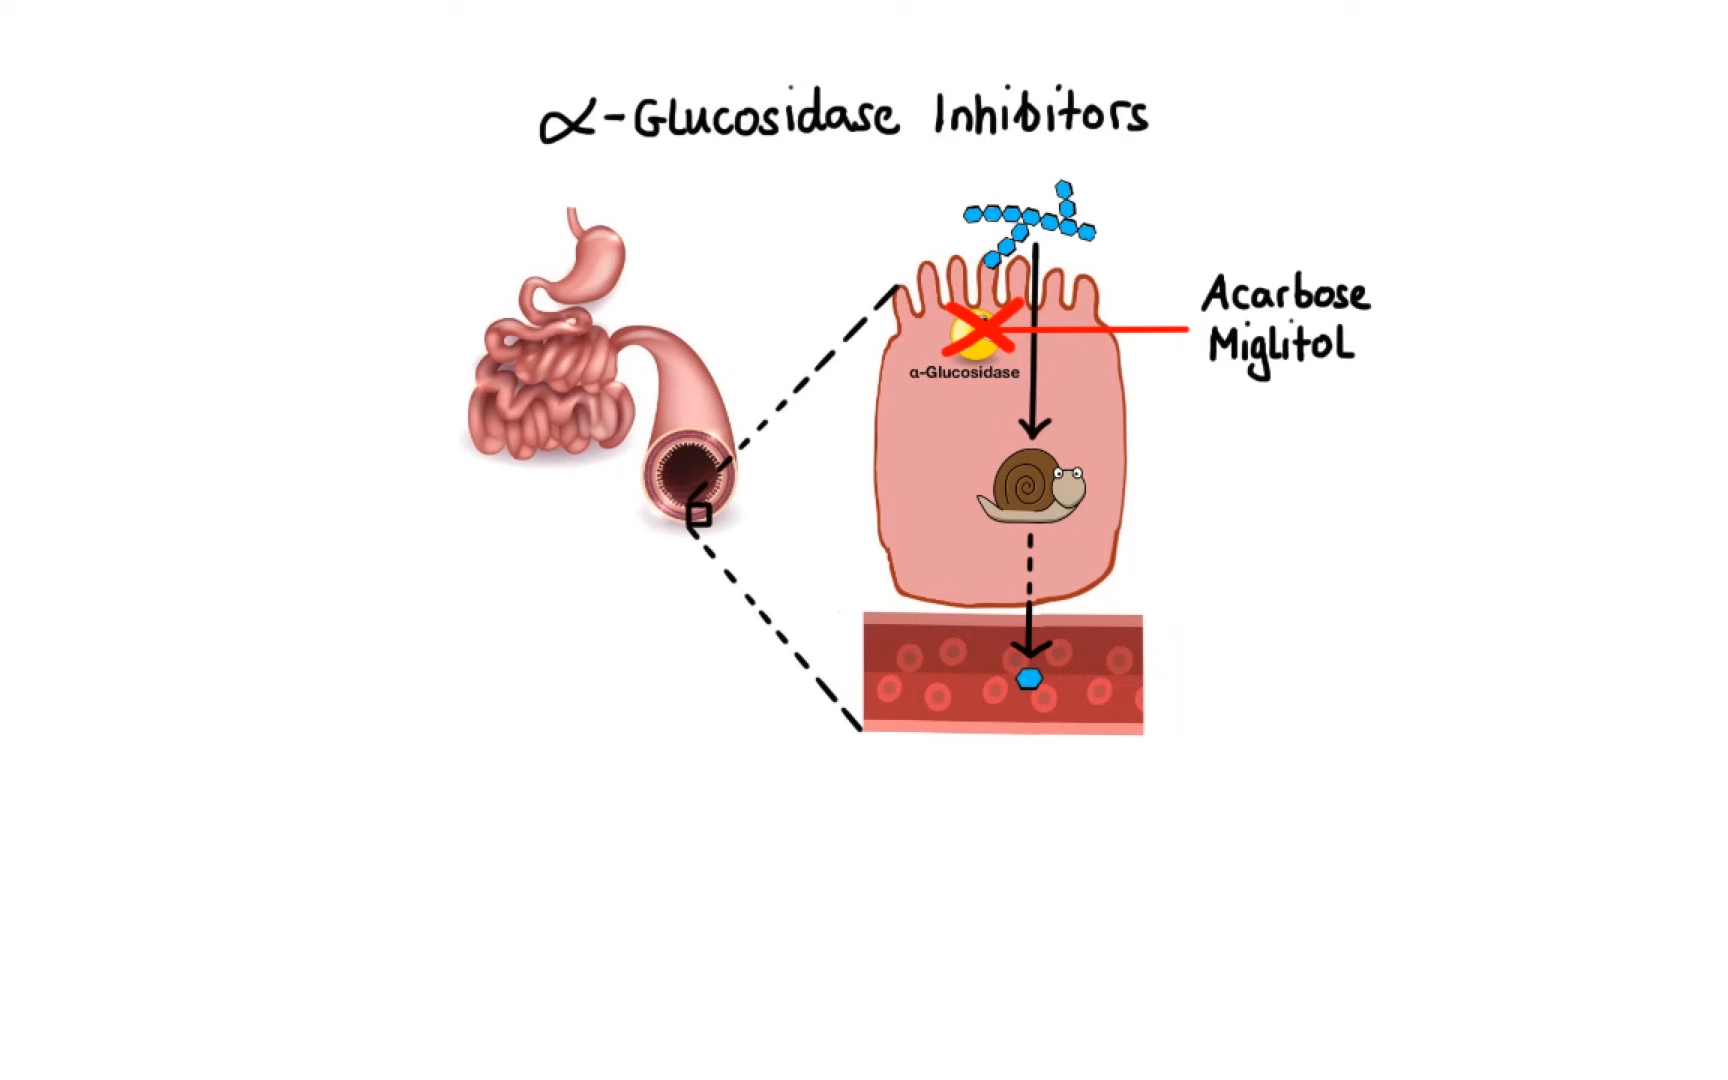 α-Glucosidase Inhibitors
Acarbose
Miglitol
α-Glucosidase